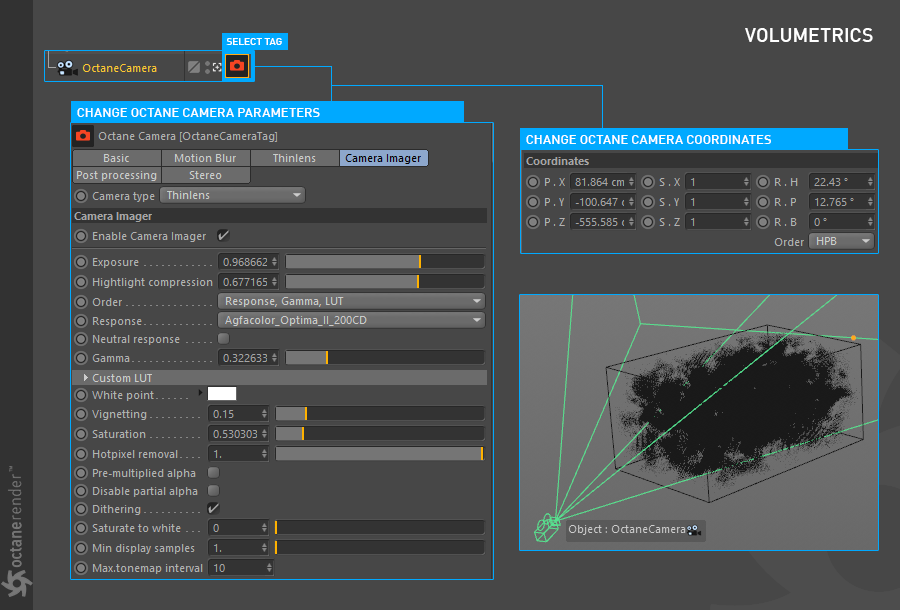 VOLUMETRICS
SELECT TAG
OctaneCamera
CHANGE OCTANE CAMERA PARAMETERS
Octane Camera [OctaneCameraTag]
Basic Motion Blur Thinlens Camera Imager
Post processing Stereo
Camera type Thinlens
Camera Imager
Enable Camera Imager
Exposure . . . . . . . . . . . 0.968662
Hightlight compression 0.677165
Order . . . . . . . . . . . . . Response, Gamma, LUT
Response. . . . . . . . . . . Agfacolor_Optima_II_200CD
Neutral response . . . . .
Gamma. . . . . . . . . . . . 0.322633
Custom LUT
White point. . . . . .
Vignetting . . . . . . . . 0.15
Saturation . . . . . . . . 0.530303
Hotpixel removal. . . . 1.
Pre-multiplied alpha
Disable partial alpha
Dithering . . . . . . . . .
Saturate to white . . . 0
Min display samples 1.
Max.tonemap interval 10
CHANGE OCTANE CAMERA COORDINATES
Coordinates
P . X 81.864 cm S . X 1 R . H 22.43 °
P . Y -100.647 c S . Y 1 R . P 12.765 °
P . Z -555.585 c S . Z 1 R . B 0 °
Order HPB
Object : OctaneCamera
octanerender™